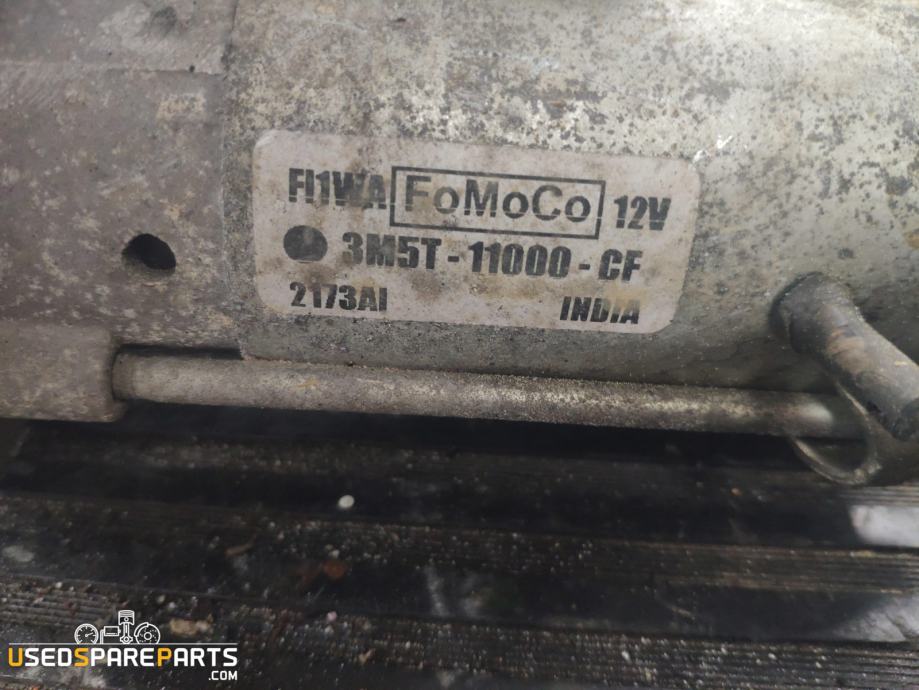 FI1WA FoMoCo 12V
3M5T - 11000 - CF
2173AI INDIA
USEDSPAREPARTS
.COM